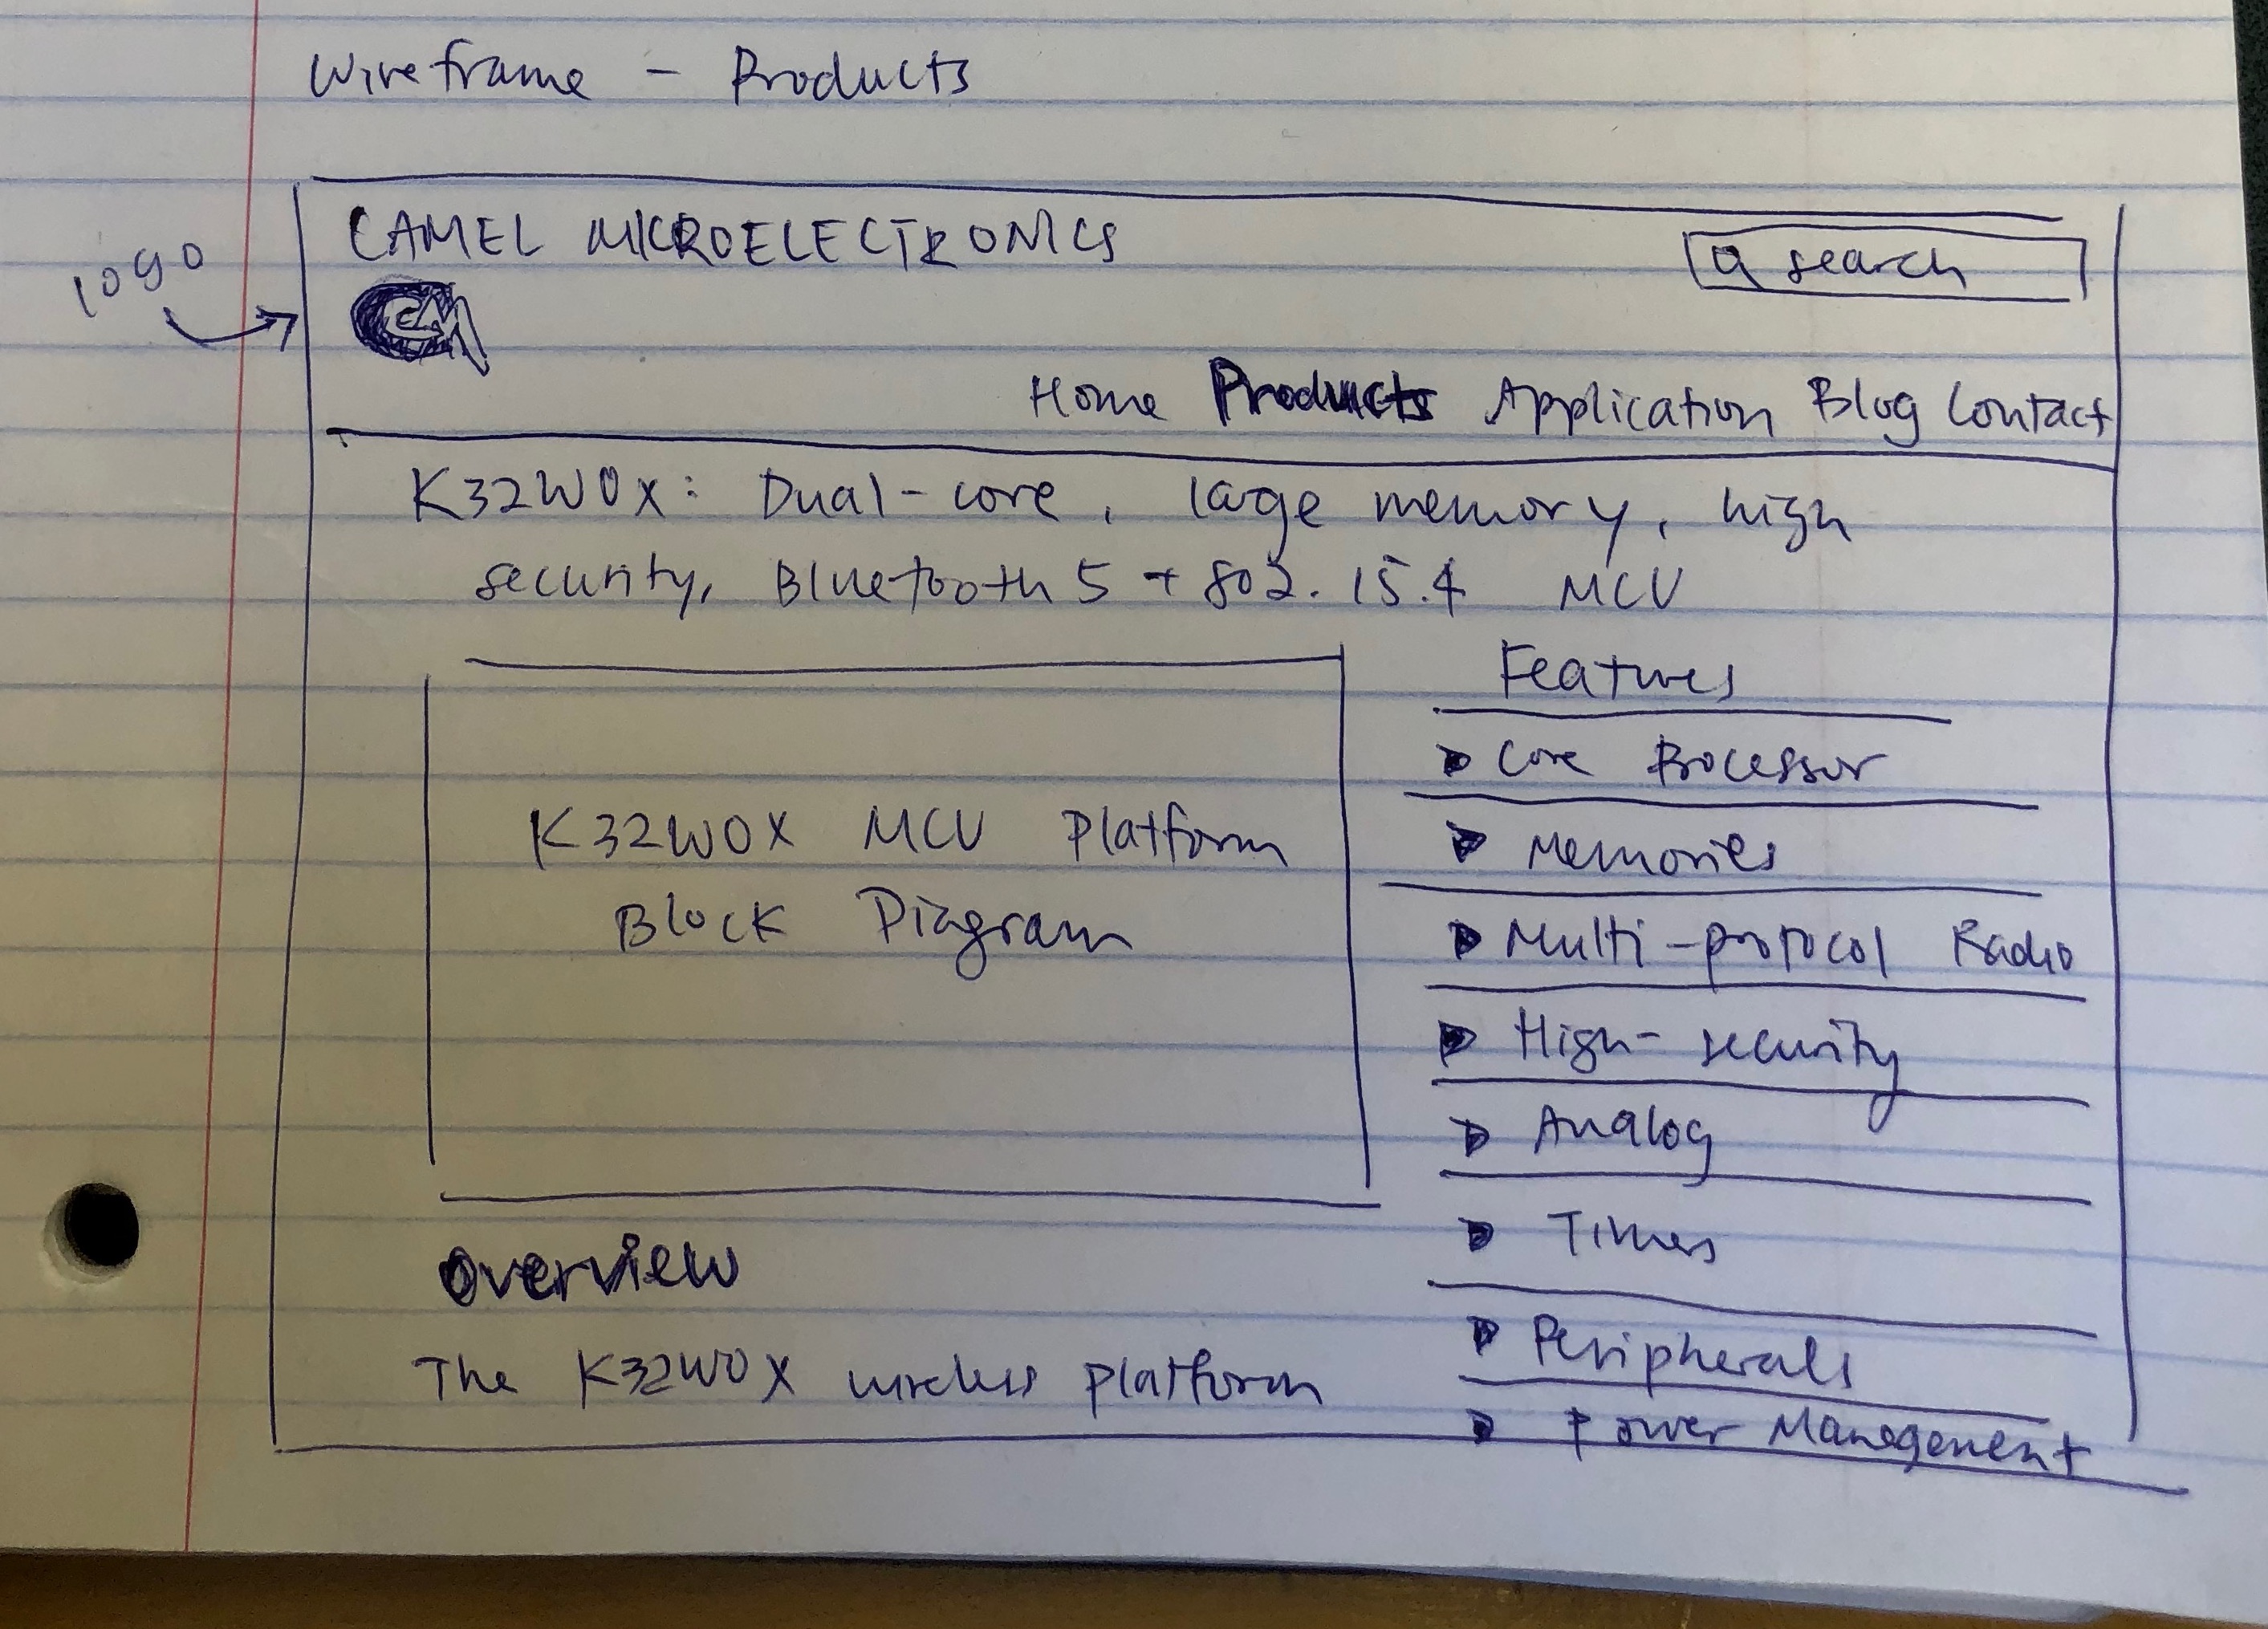 Wireframe - Products
logo
CAMEL MICROELECTRONICS
search
CM
Home Products Application Blog Contact
K32W0X: Dual-core, large memory, high
security, Bluetooth 5 + 802.15.4 MCU
K32W0X MCU Platform
Block Diagram
Features
Core Processor
Memories
Multi-protocol Radio
High-security
Analog
Timers
Peripherals
Power Management
Overview
The K32W0X wireless platform